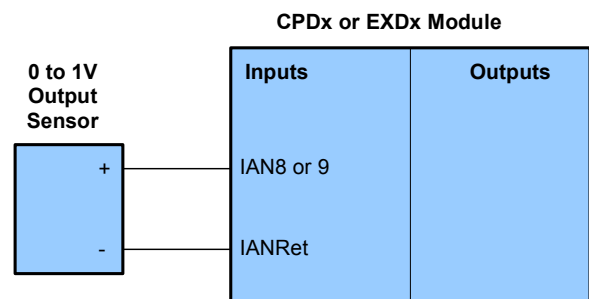 CPDx or EXDx Module
0 to 1V
Output
Sensor
Inputs
Outputs
+
IAN8 or 9
-
IANRet